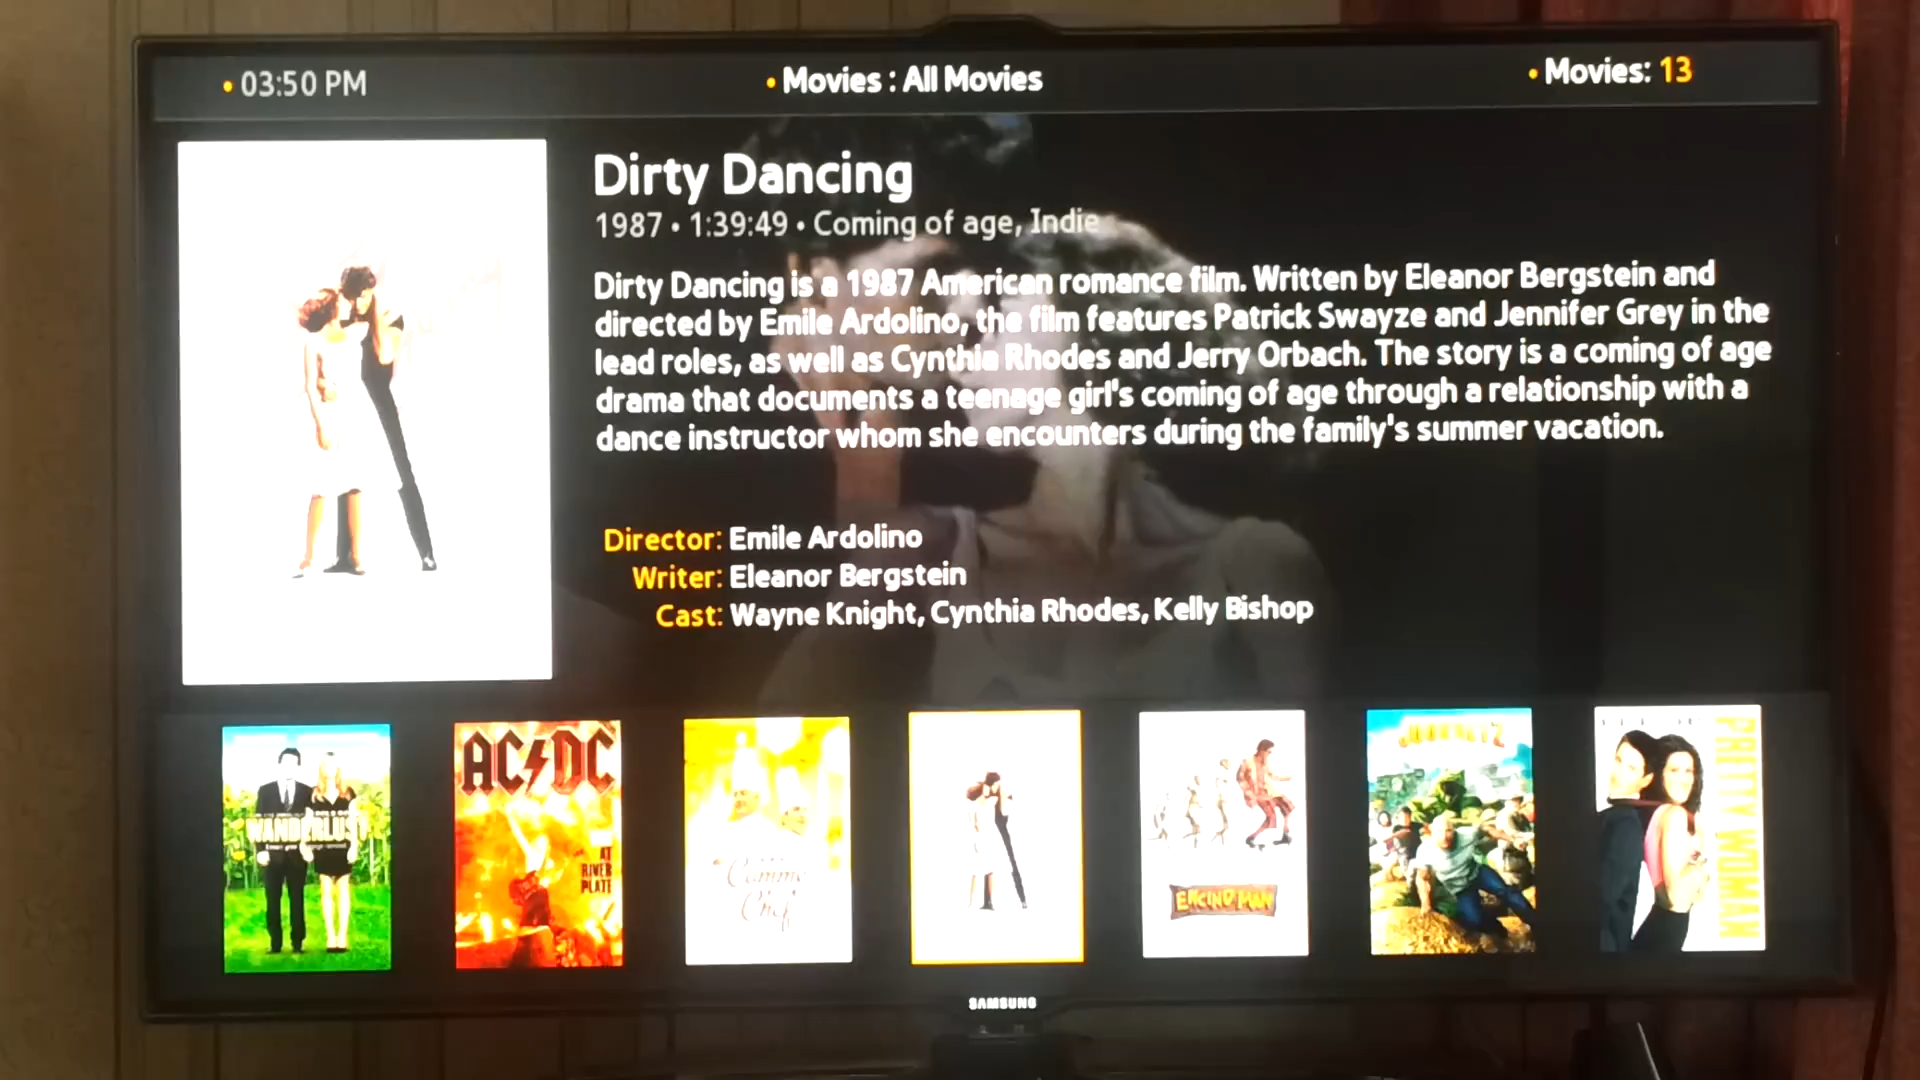 • 03:50 PM
• Movies : All Movies
• Movies: 13
Dirty Dancing
1987 • 1:39:49 • Coming of age, Indie
Dirty Dancing is a 1987 American romance film. Written by Eleanor Bergstein and
directed by Emile Ardolino, the film features Patrick Swayze and Jennifer Grey in the
lead roles, as well as Cynthia Rhodes and Jerry Orbach. The story is a coming of age
drama that documents a teenage girl's coming of age through a relationship with a
dance instructor whom she encounters during the family's summer vacation.
Director: Emile Ardolino
Writer: Eleanor Bergstein
Cast: Wayne Knight, Cynthia Rhodes, Kelly Bishop
WANDERLUST
AC/DC
AT
RIVER
PLATE
Comme
Chef
ENCINO MAN
JOURNEY 2
PRETTY WOMAN
SAMSUNG